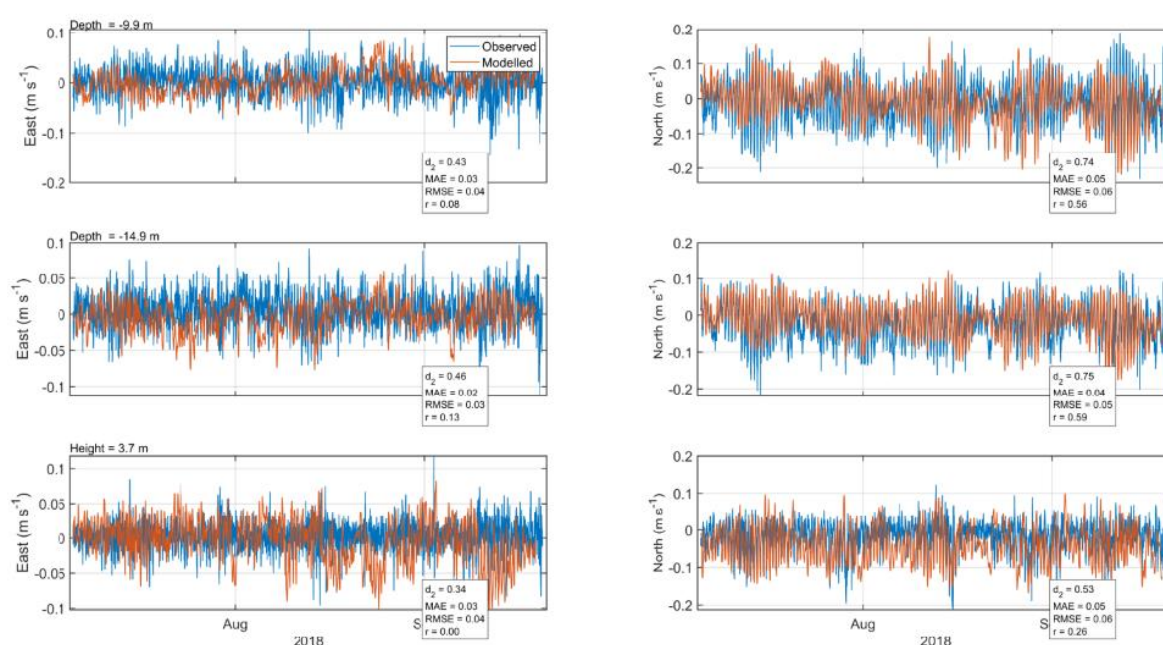 Depth = -9.9 m
0.1
0
-0.1
-0.2
East (m s-1)
Observed
Modelled
d2 = 0.43
MAE = 0.03
RMSE = 0.04
r = 0.08
0.2
0.1
0
-0.1
-0.2
North (m s-1)
d2 = 0.74
MAE = 0.05
RMSE = 0.06
r = 0.56
Depth = -14.9 m
0.1
0.05
0
-0.05
-0.1
East (m s-1)
d2 = 0.46
MAE = 0.02
RMSE = 0.03
r = 0.13
0.2
0.1
0
-0.1
-0.2
North (m s-1)
d2 = 0.75
MAE = 0.04
RMSE = 0.05
r = 0.59
Height = 3.7 m
0.1
0.05
0
-0.05
-0.1
East (m s-1)
d2 = 0.34
MAE = 0.03
RMSE = 0.04
r = 0.00
Aug
2018
0.2
0.1
0
-0.1
-0.2
North (m s-1)
d2 = 0.53
MAE = 0.05
RMSE = 0.06
r = 0.26
Aug
2018